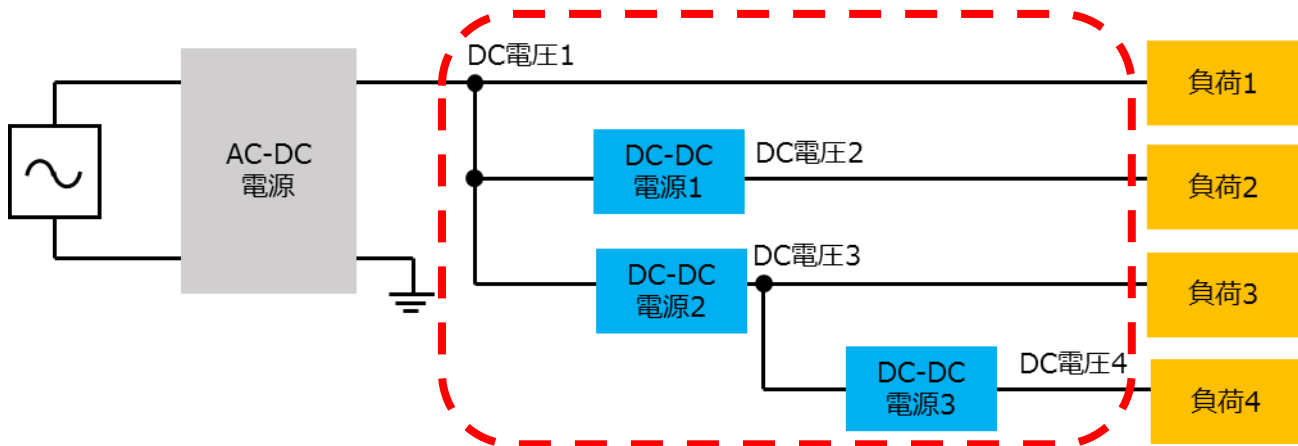 DC電圧1
負荷1
AC-DC
電源
DC-DC
電源1
DC電圧2
負荷2
DC-DC
電源2
DC電圧3
負荷3
DC-DC
電源3
DC電圧4
負荷4